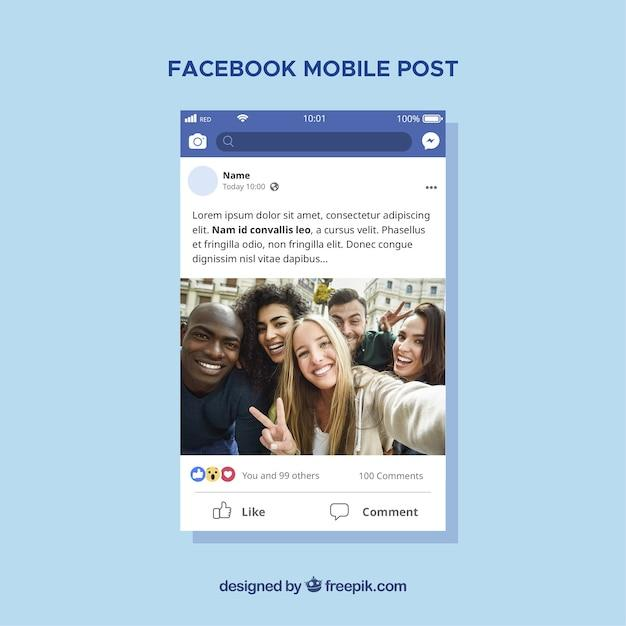 FACEBOOK MOBILE POST
RED 10:01 100%
Name
Today 10:00
Lorem ipsum dolor sit amet, consectetur adipiscing
elit. Nam id convallis leo, a cursus velit. Phasellus
et fringilla odio, non fringilla elit. Donec congue
dignissim nisl vitae dapibus...
You and 99 others 100 Comments
Like Comment
designed by freepik.com